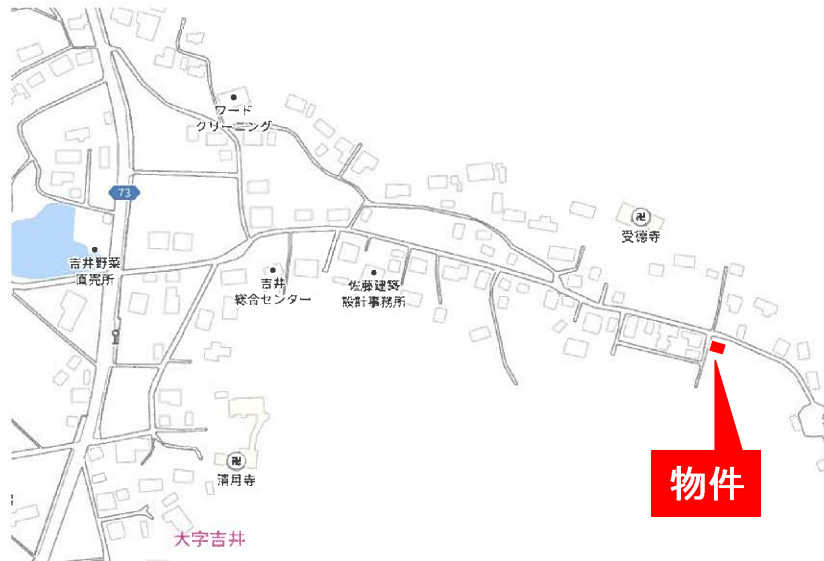 ワード
クリーニング
73
受徳寺
吉井野菜
直売所
吉井
総合センター
佐藤建築
設計事務所
清月寺
物件
大字吉井